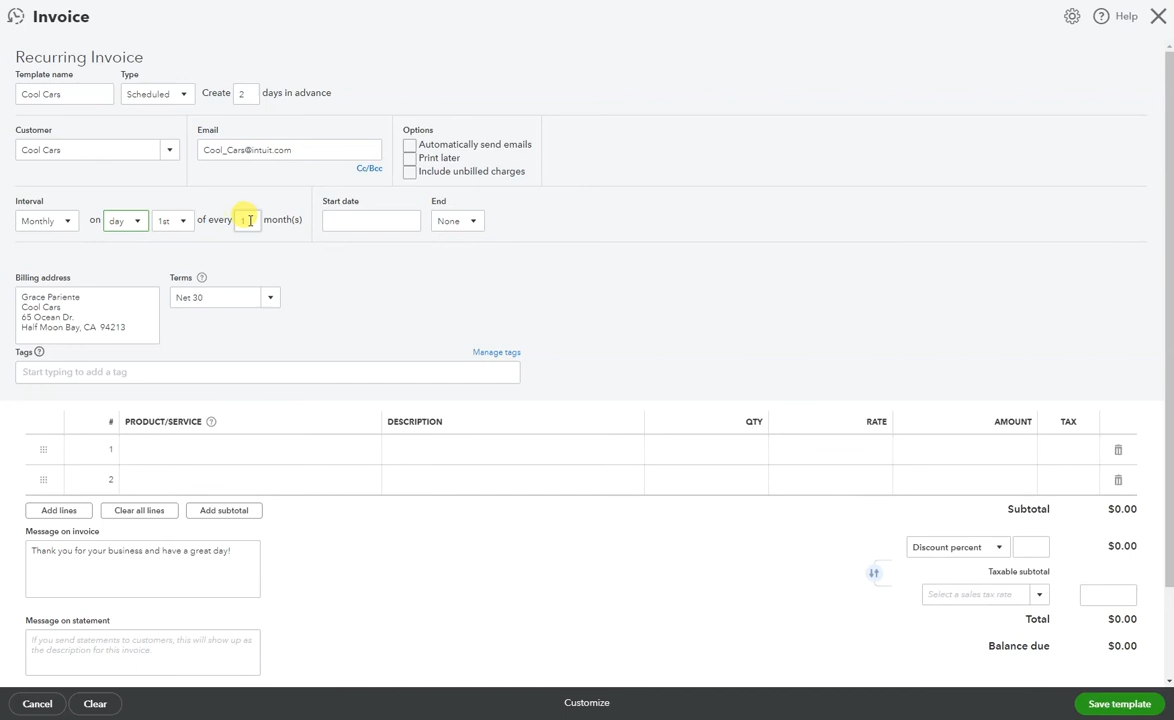 Invoice
Help
Recurring Invoice
Template name
Type
Cool Cars
Scheduled
Create 2 days in advance
Customer
Email
Options
Cool Cars
Cool_Cars@intuit.com
Automatically send emails
Print later
Cc/Bcc
Include unbilled charges
Interval
Start date
End
Monthly on day 1st of every 1 month(s)
None
Billing address
Terms
Grace Pariente
Cool Cars
65 Ocean Dr.
Half Moon Bay, CA 94213
Net 30
Tags
Manage tags
Start typing to add a tag
# PRODUCT/SERVICE DESCRIPTION QTY RATE AMOUNT TAX
1
2
Add lines
Clear all lines
Add subtotal
Subtotal $0.00
Message on invoice
Thank you for your business and have a great day!
Discount percent $0.00
Taxable subtotal
Select a sales tax rate
Message on statement
If you send statements to customers, this will show up as
the description for this invoice.
Total $0.00
Balance due $0.00
Cancel
Clear
Customize
Save template